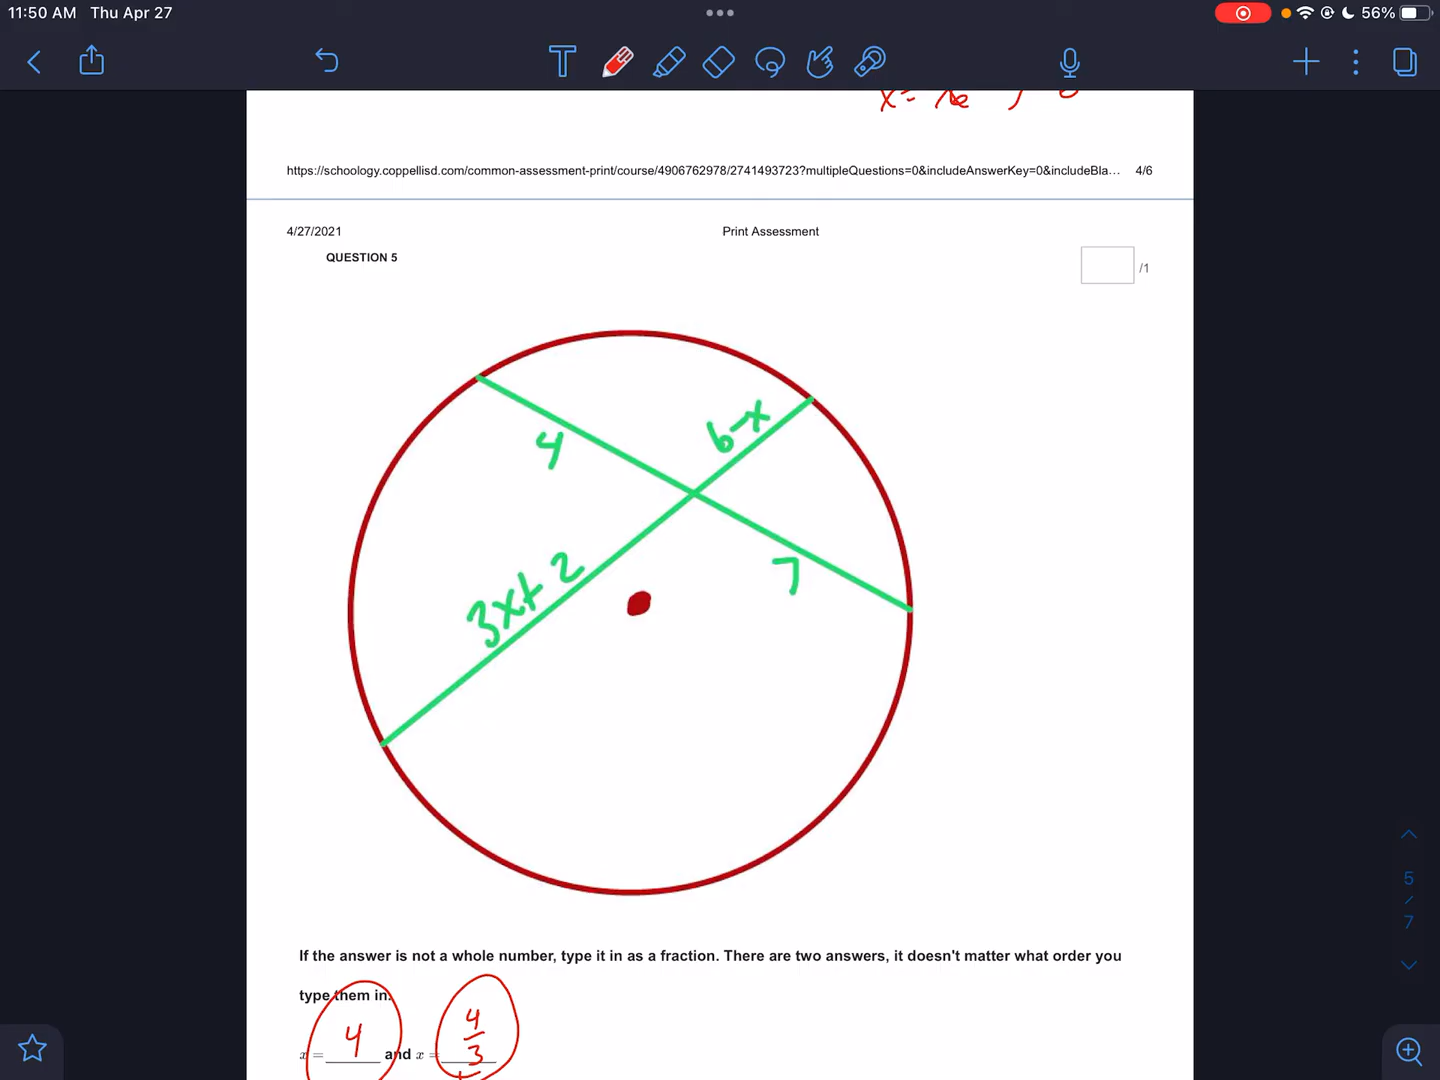 11:50 AM Thu Apr 27
56%
T
https://schoology.coppellisd.com/common-assessment-print/course/4906762978/2741493723?multipleQuestions=0&includeAnswerKey=0&includeBla… 4/6
4/27/2021 Print Assessment
QUESTION 5
/1
4
6-x
3x+2
7
If the answer is not a whole number, type it in as a fraction. There are two answers, it doesn't matter what order you
type them in.
x = 4 and x = 4/3
5
/
7